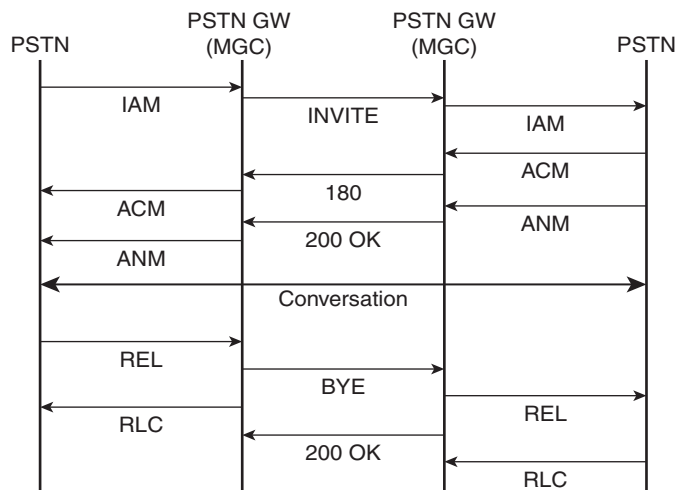 PSTN
PSTN GW
(MGC)
PSTN GW
(MGC)
PSTN
IAM
INVITE
IAM
ACM
180
ACM
ANM
200 OK
ANM
Conversation
REL
BYE
REL
RLC
200 OK
RLC